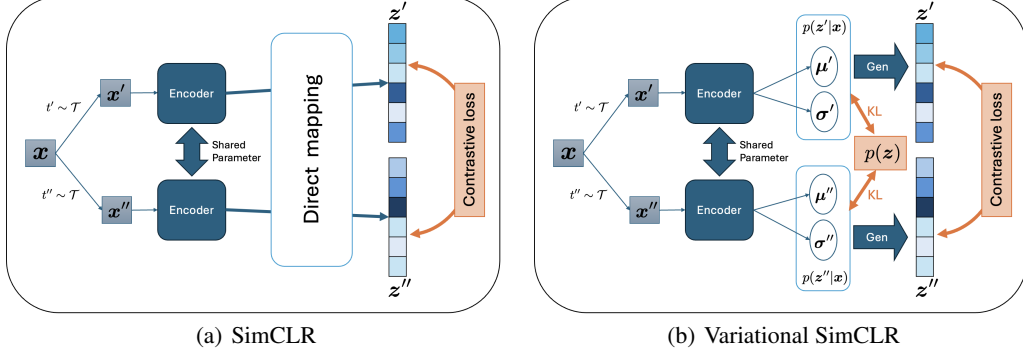 z′
x′
Encoder
t′ ∼ 𝒯
x
Shared
Parameter
t″ ∼ 𝒯
x″
Encoder
Direct mapping
Contrastive loss
z″
(a) SimCLR
z′
p(z′|x)
μ′
σ′
Gen
x′
Encoder
t′ ∼ 𝒯
KL
x
Shared
Parameter
p(z)
Contrastive loss
t″ ∼ 𝒯
KL
x″
Encoder
μ″
σ″
Gen
p(z″|x)
z″
(b) Variational SimCLR